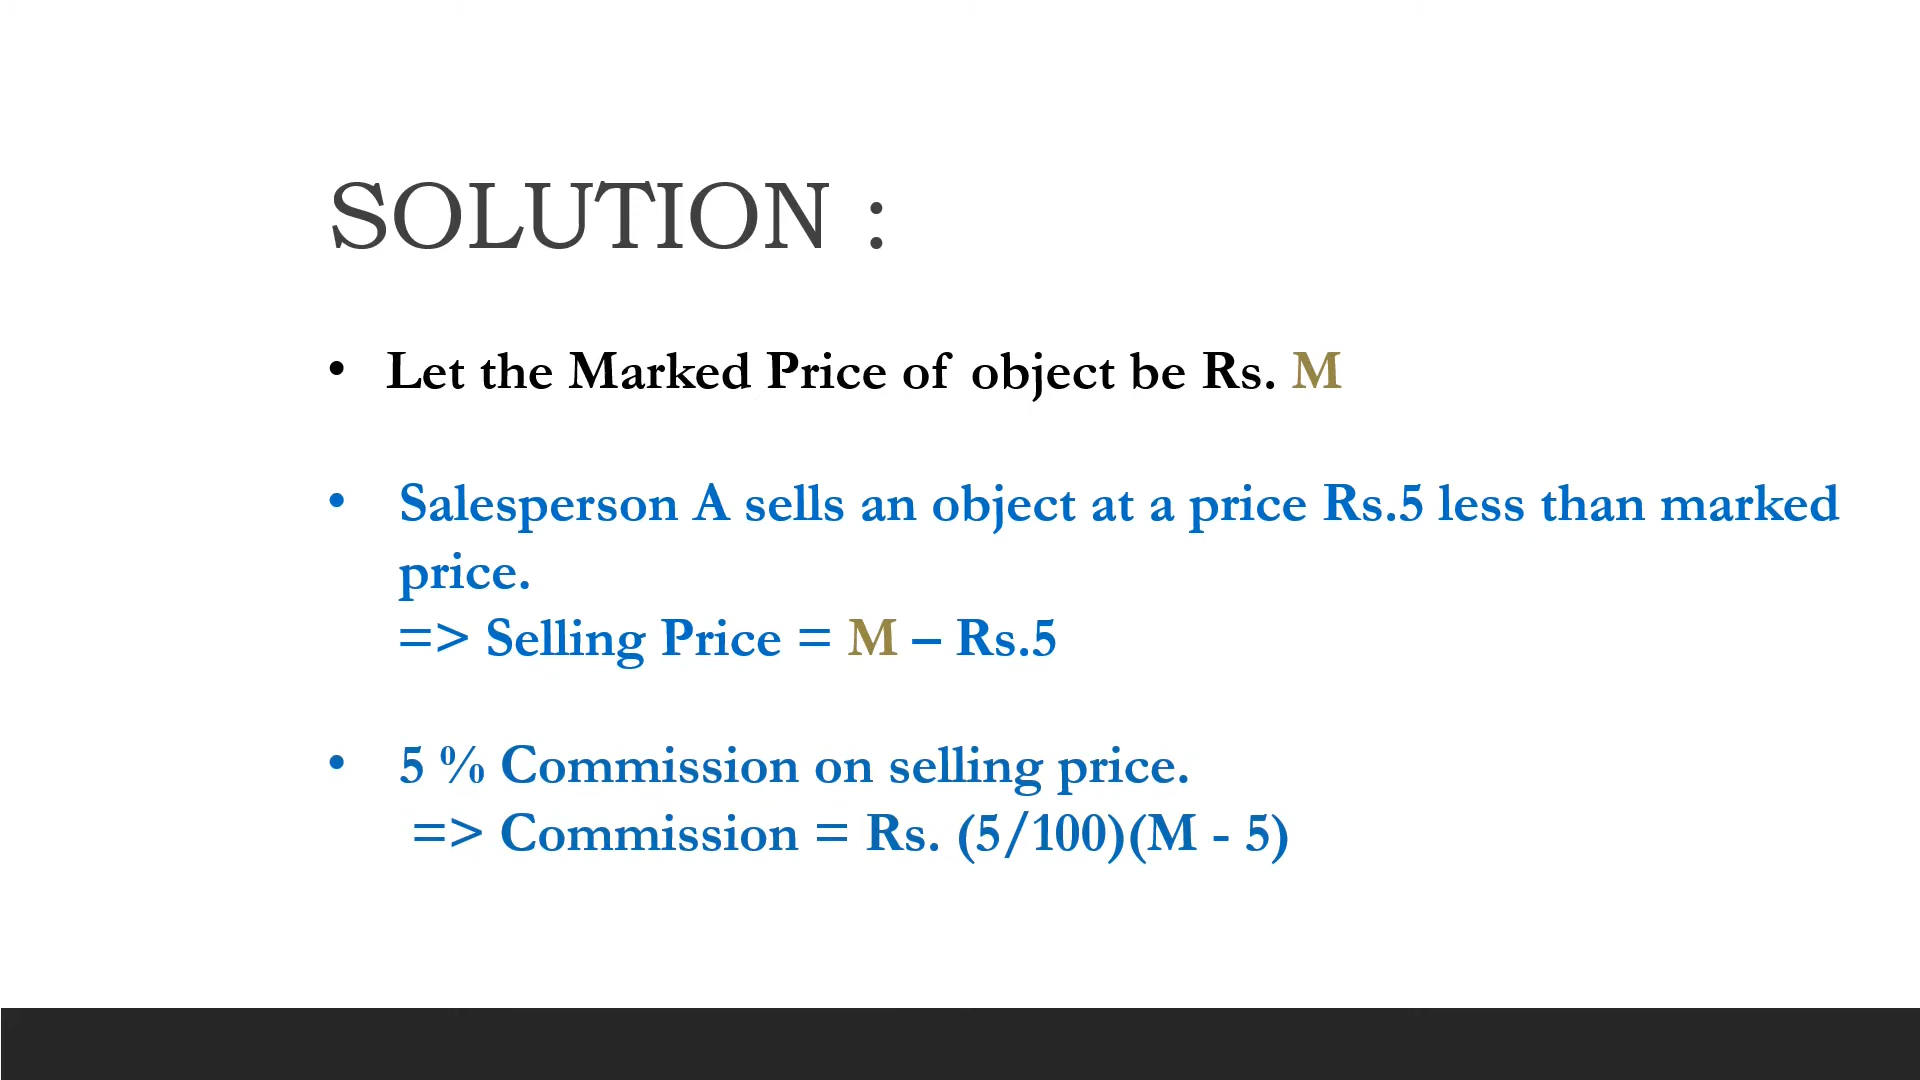 SOLUTION :
• Let the Marked Price of object be Rs. M
• Salesperson A sells an object at a price Rs.5 less than marked
price.
=> Selling Price = M – Rs.5
• 5 % Commission on selling price.
=> Commission = Rs. (5/100)(M - 5)